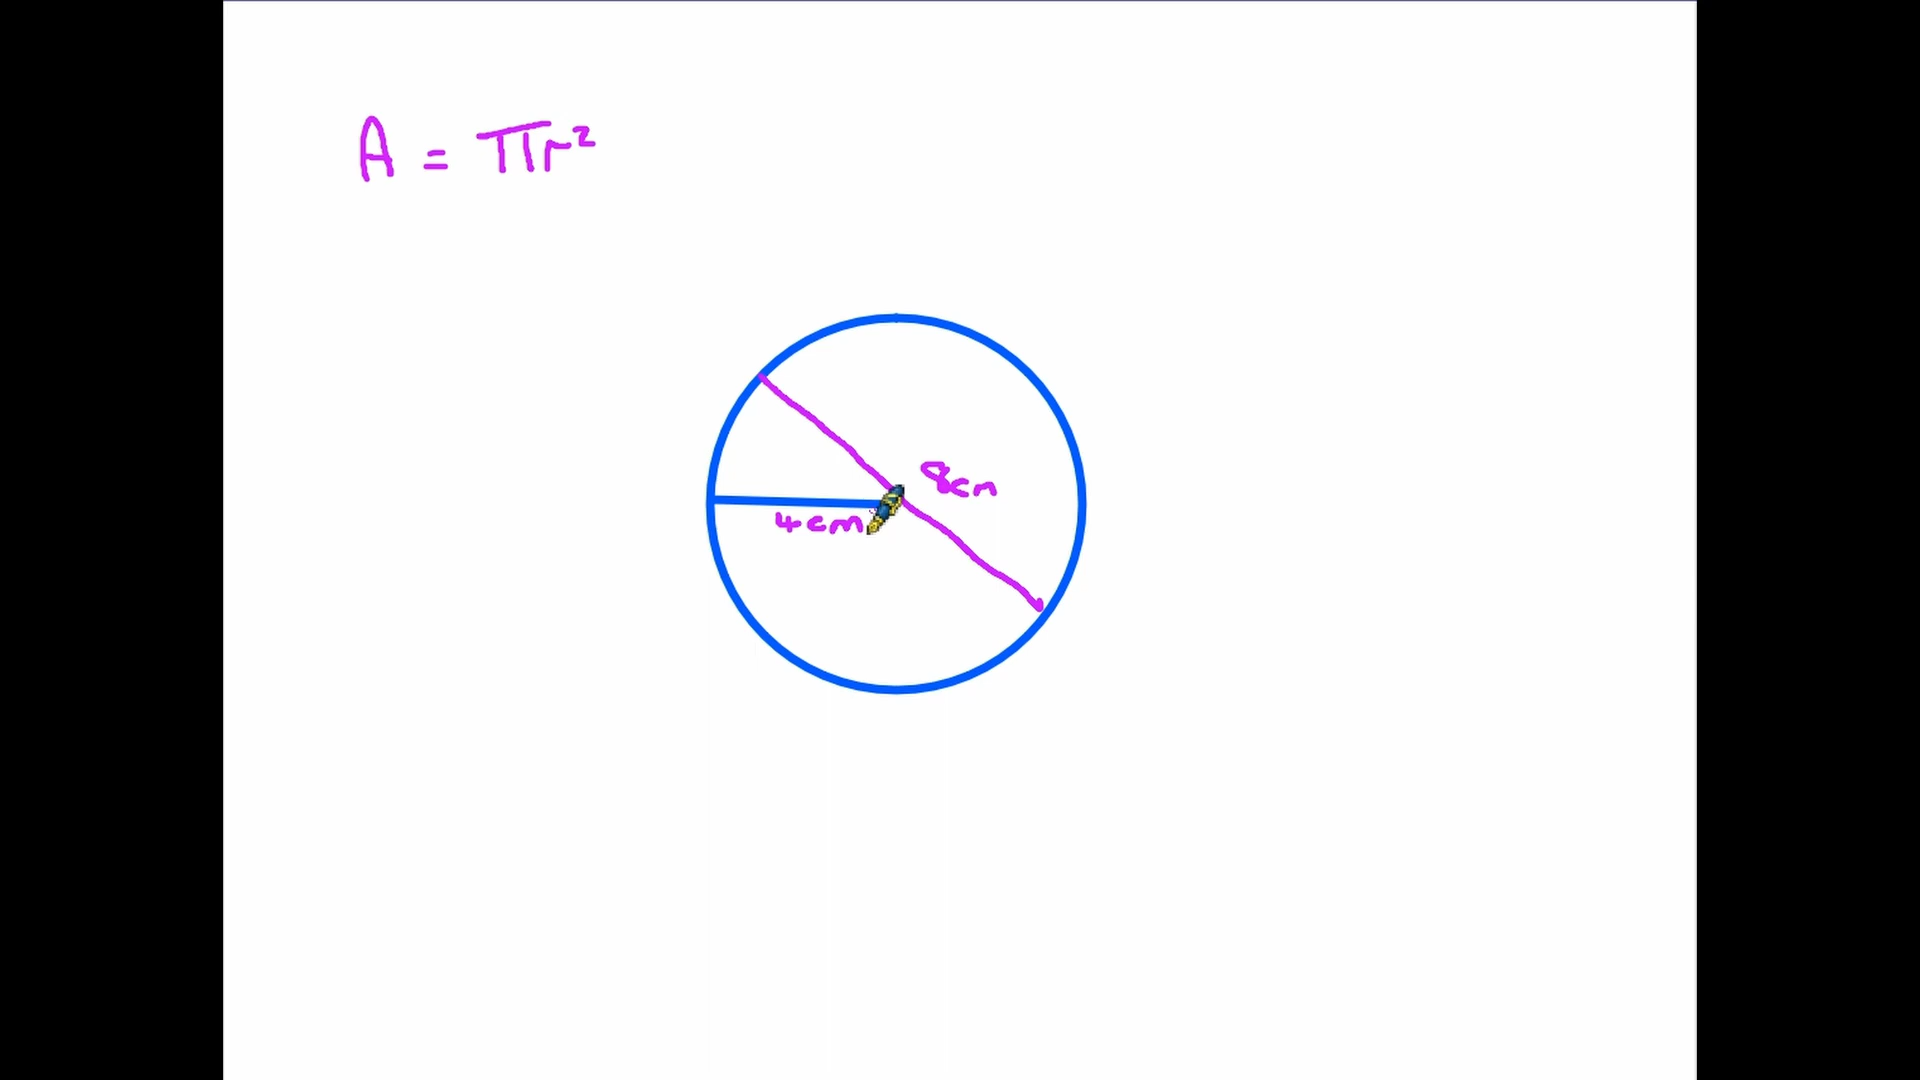 A = πr²
8cm
4cm